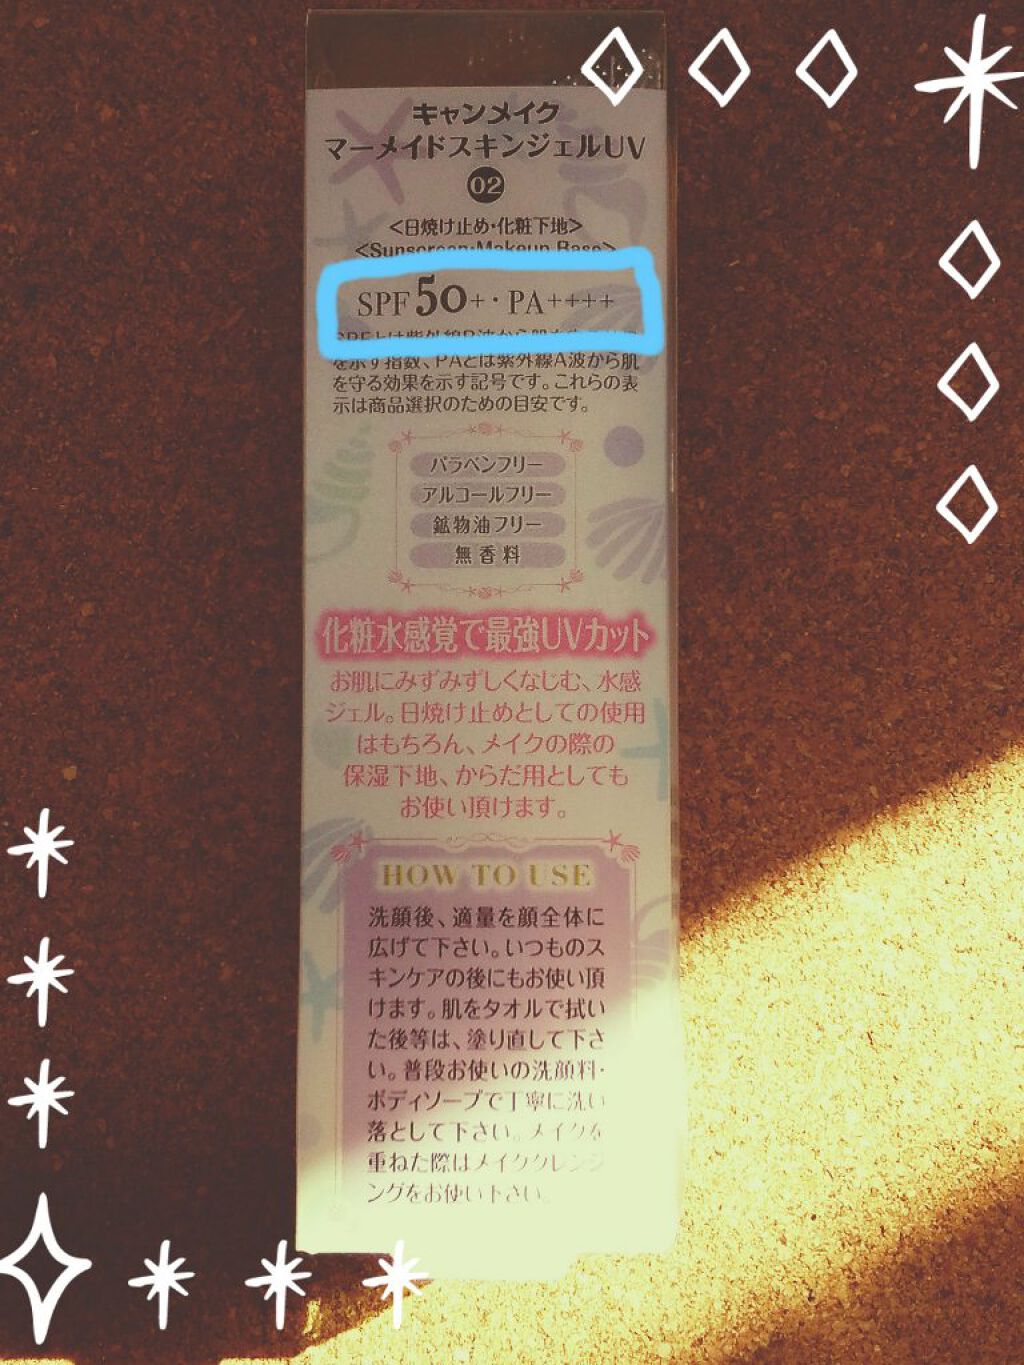 キャンメイク
マーメイドスキンジェルUV
02
<日焼け止め・化粧下地>
<Sunscreen・Makeup Base>
SPF50+・PA++++
SPFとは紫外線B波から肌を
を示す指数、PAとは紫外線A波から肌
を守る効果を示す記号です。これらの表
示は商品選択のための目安です。
パラベンフリー
アルコールフリー
鉱物油フリー
無香料
化粧水感覚で最強UVカット
お肌にみずみずしくなじむ、水感
ジェル。日焼け止めとしての使用
はもちろん、メイクの際の
保湿下地、からだ用としても
お使い頂けます。
HOW TO USE
洗顔後、適量を顔全体に
広げて下さい。いつものス
キンケアの後にもお使い頂
けます。肌をタオルで拭い
た後等は、塗り直して下さ
い。普段お使いの洗顔料・
ボディソープで丁寧に洗い
落として下さい。メイクを
重ねた際はメイククレンジ
ングをお使い下さい。